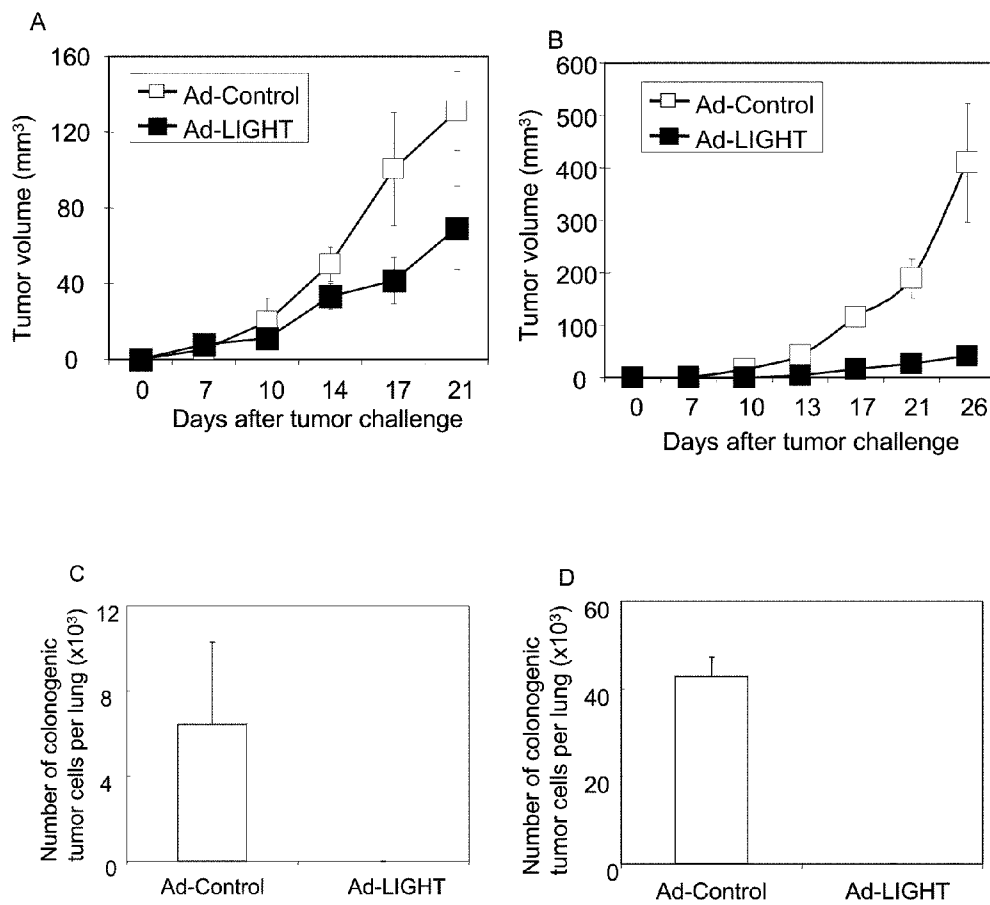 A
Tumor volume (mm³)
160
120
80
40
0
Ad-Control
Ad-LIGHT
0 7 10 14 17 21
Days after tumor challenge
B
Tumor volume (mm³)
600
500
400
300
200
100
0
Ad-Control
Ad-LIGHT
0 7 10 13 17 21 26
Days after tumor challenge
C
Number of colonogenic
tumor cells per lung (x10³)
12
8
4
0
Ad-Control Ad-LIGHT
D
Number of colonogenic
tumor cells per lung (x10³)
60
40
20
0
Ad-Control Ad-LIGHT